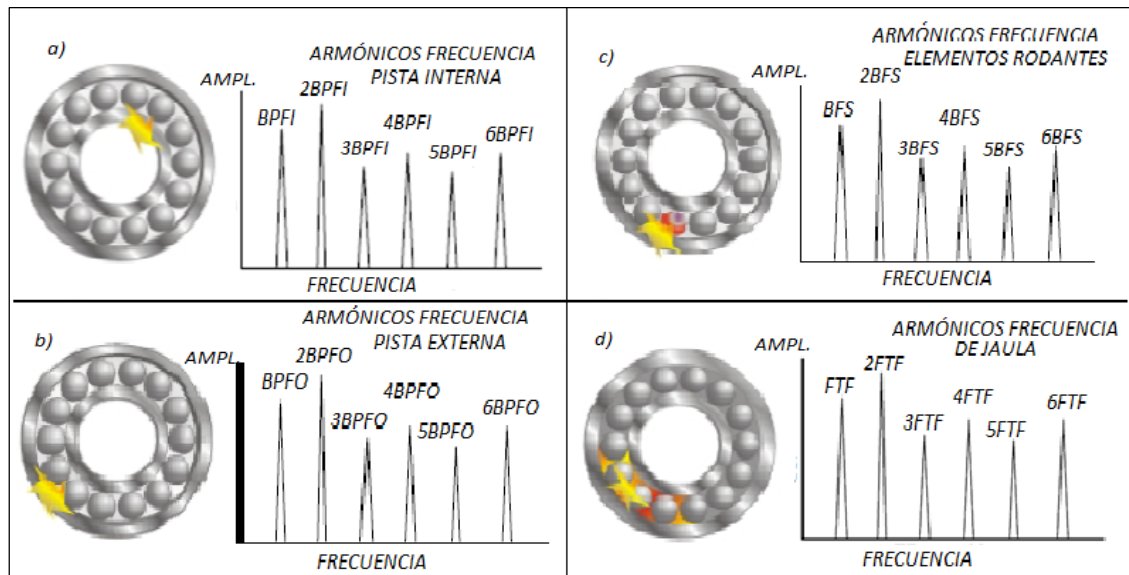 a)
ARMÓNICOS FRECUENCIA
PISTA INTERNA
AMPL.
2BPFI
BPFI
4BPFI
6BPFI
3BPFI
5BPFI
FRECUENCIA
b)
ARMÓNICOS FRECUENCIA
PISTA EXTERNA
AMPL.
2BPFO
BPFO
4BPFO
6BPFO
3BPFO
5BPFO
FRECUENCIA
c)
ARMÓNICOS FRECUENCIA
ELEMENTOS RODANTES
AMPL.
2BFS
BFS
4BFS
6BFS
3BFS
5BFS
FRECUENCIA
d)
ARMÓNICOS FRECUENCIA
DE JAULA
AMPL.
2FTF
FTF
4FTF
6FTF
3FTF
5FTF
FRECUENCIA